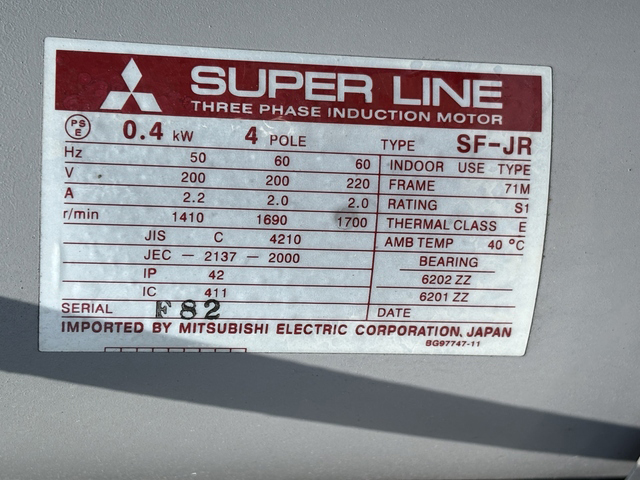 SUPER LINE
THREE PHASE INDUCTION MOTOR
PS E 0.4 kW 4 POLE TYPE SF-JR
Hz 50 60 60 INDOOR USE TYPE
V 200 200 220 FRAME 71M
A 2.2 2.0 2.0 RATING S1
r/min 1410 1690 1700 THERMAL CLASS E
JIS C 4210 AMB TEMP 40 °C
JEC - 2137 - 2000 BEARING
IP 42 6202 ZZ
IC 411 6201 ZZ
SERIAL F82 DATE
IMPORTED BY MITSUBISHI ELECTRIC CORPORATION, JAPAN
BG97747-11